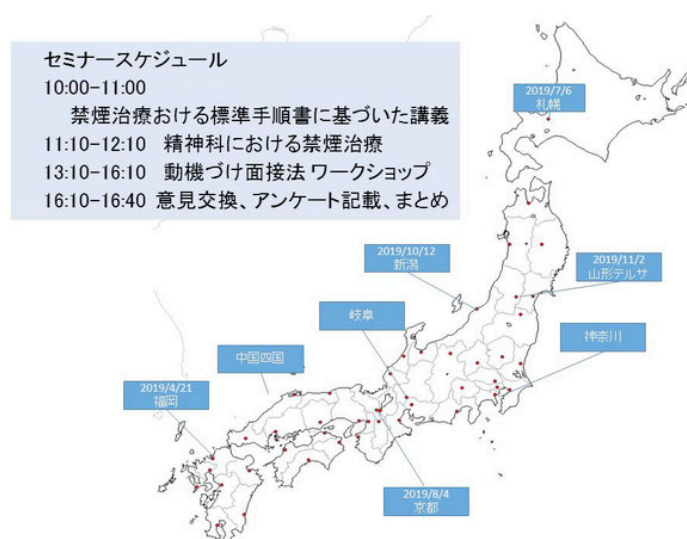 セミナースケジュール
10:00-11:00
禁煙治療おける標準手順書に基づいた講義
11:10-12:10 精神科における禁煙治療
13:10-16:10 動機づけ面接法 ワークショップ
16:10-16:40 意見交換、アンケート記載、まとめ
2019/7/6
札幌
2019/10/12
新潟
2019/11/2
山形テルサ
岐阜
神奈川
中国四国
2019/4/21
福岡
2019/8/4
京都